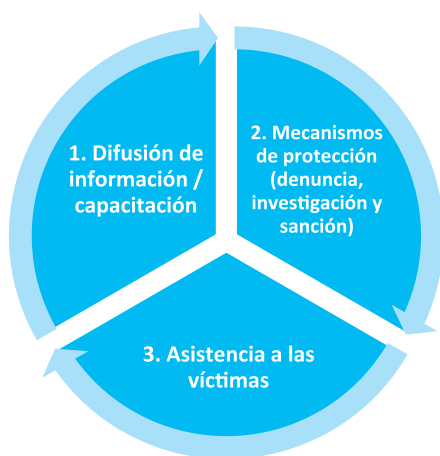 1. Difusión de
información /
capacitación
2. Mecanismos
de protección
(denuncia,
investigación y
sanción)
3. Asistencia a las
víctimas